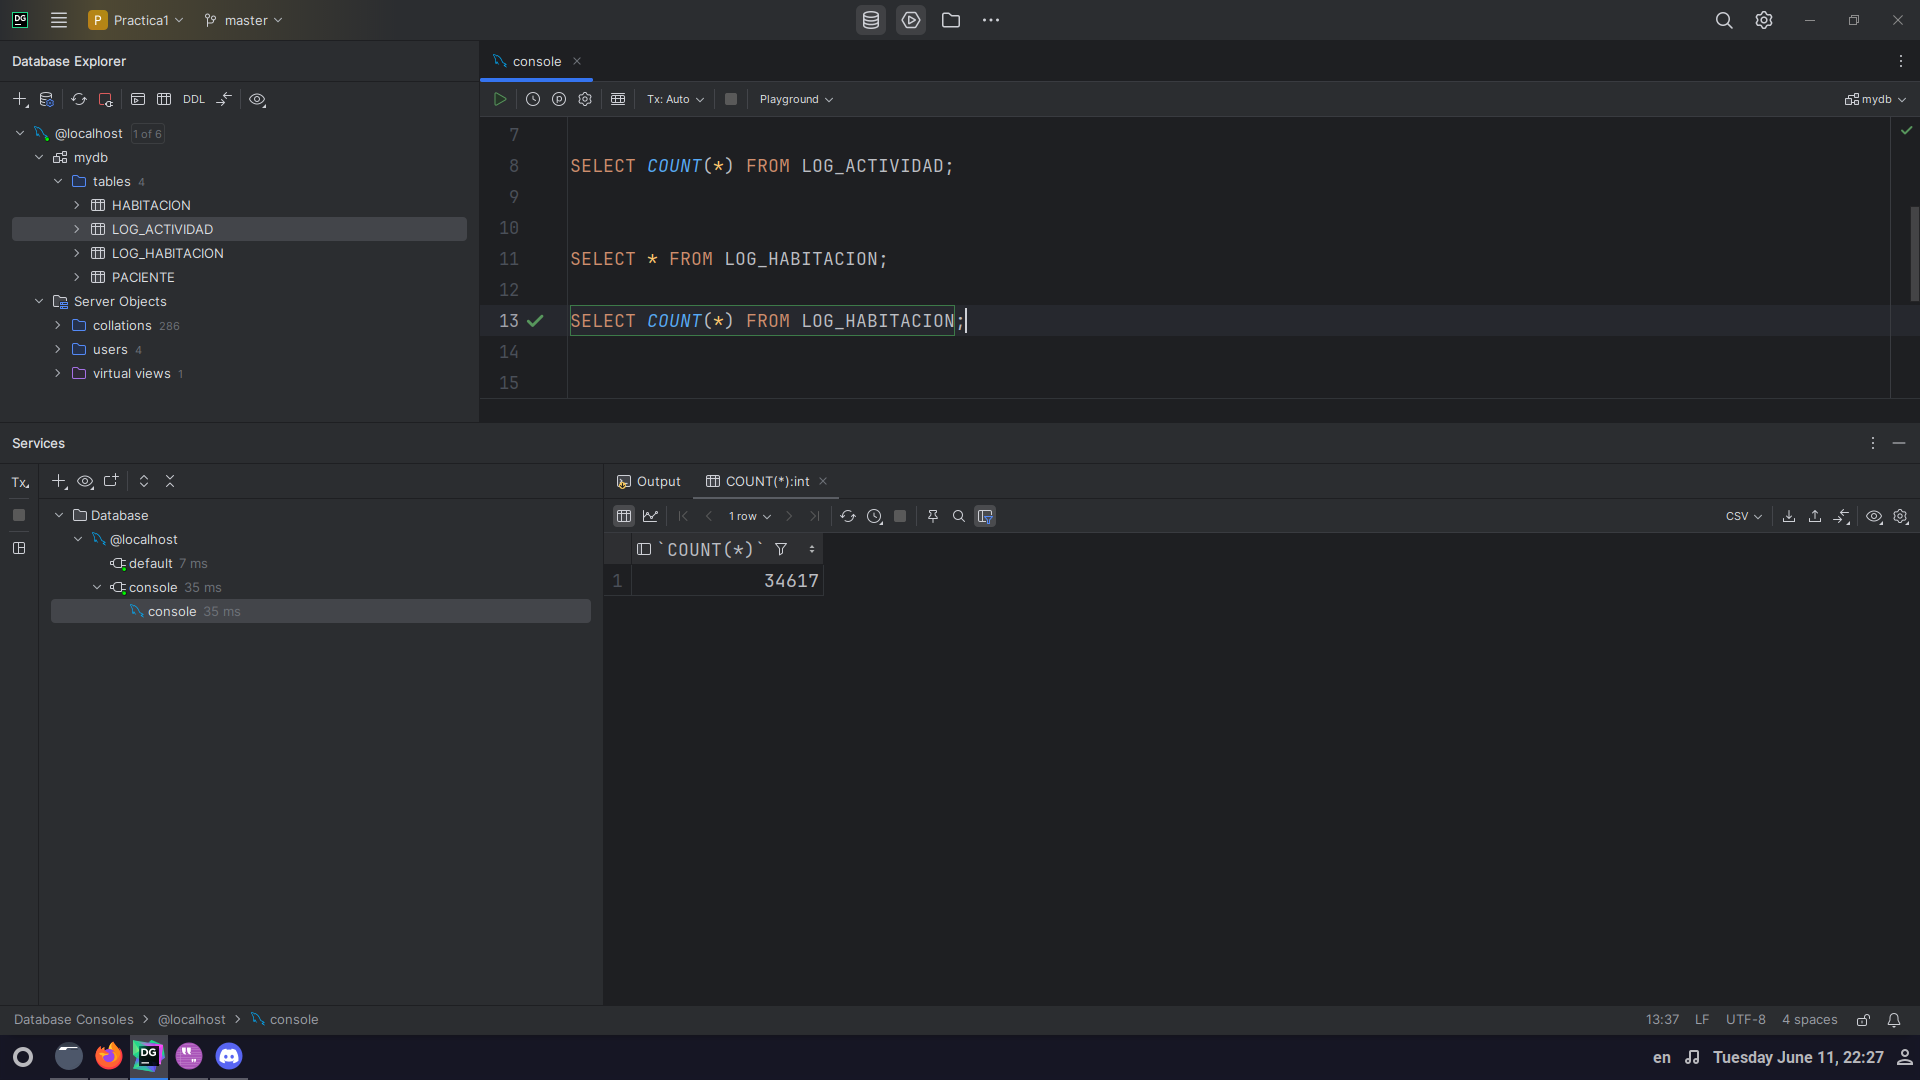 DG
P Practica1
master
Database Explorer
console
DDL
Tx: Auto
Playground
mydb
@localhost 1 of 6
mydb
tables 4
HABITACION
LOG_ACTIVIDAD
LOG_HABITACION
PACIENTE
Server Objects
collations 286
users 4
virtual views 1
7
8 SELECT COUNT(*) FROM LOG_ACTIVIDAD;
9
10
11 SELECT * FROM LOG_HABITACION;
12
13 SELECT COUNT(*) FROM LOG_HABITACION;
14
15
Services
Tx
Database
@localhost
default 7 ms
console 35 ms
console 35 ms
Output
COUNT(*):int
1 row
CSV
`COUNT(*)`
1 34617
Database Consoles > @localhost > console
13:37 LF UTF-8 4 spaces
DG
en
Tuesday June 11, 22:27